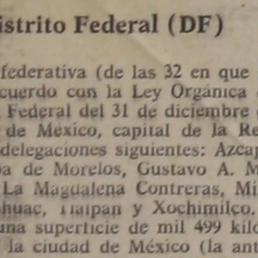 istrito Federal (DF)
federativa (de las 32 en que
cuerdo con la Ley Orgánica
Federal del 31 de diciembre
de México, capital de la Re
delegaciones siguientes: Azcap
a de Morelos, Gustavo A. M
La Magdalena Contreras, Mi
huac, Tlalpan y Xochimilco.
una superficie de mil 499 kilo
la ciudad de México (la ant